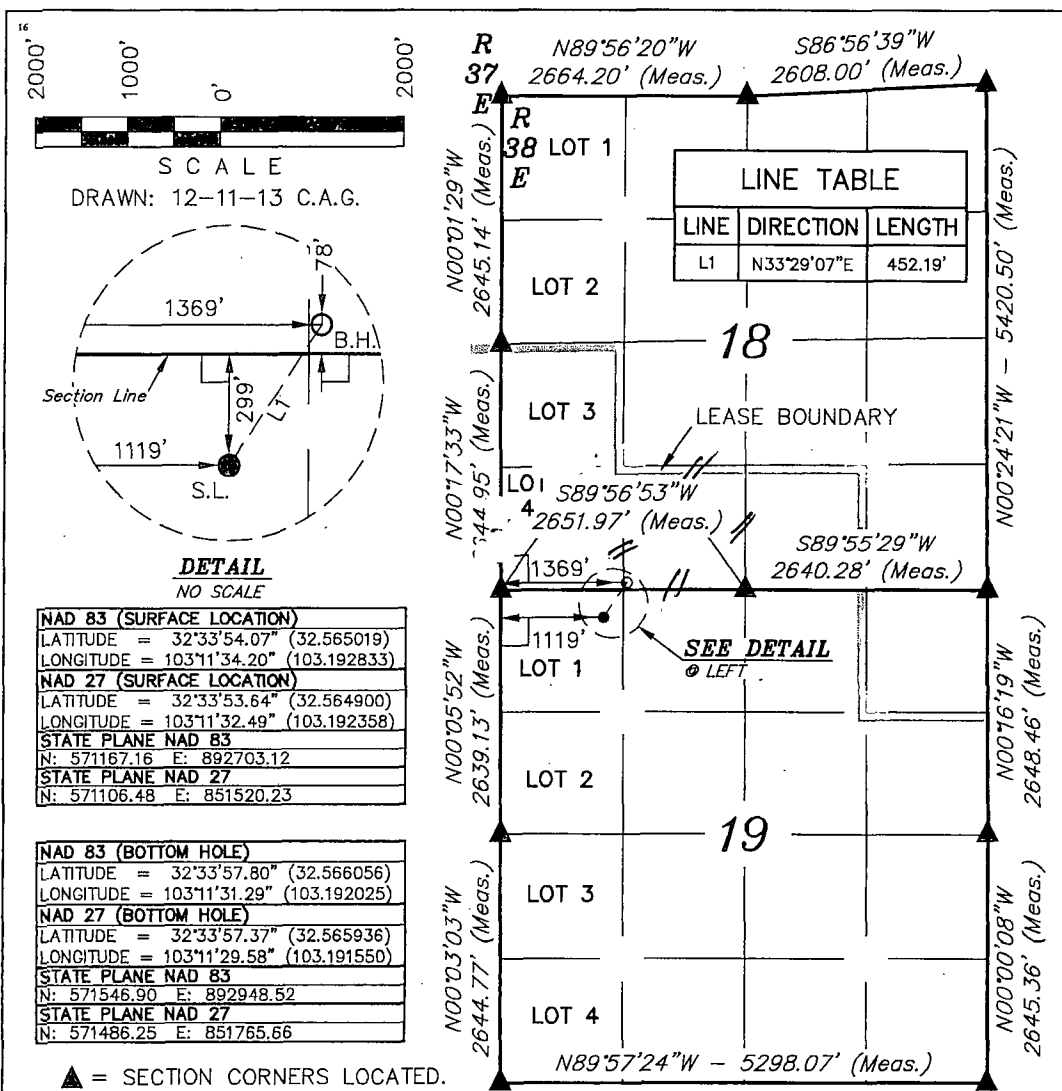 16
2000'
1000'
0'
2000'
SCALE
DRAWN: 12-11-13 C.A.G.
1369'
78'
B.H.
Section Line
299'
L1
1119'
S.L.
DETAIL
NO SCALE
NAD 83 (SURFACE LOCATION)
LATITUDE = 32°33'54.07" (32.565019)
LONGITUDE = 103°11'34.20" (103.192833)
NAD 27 (SURFACE LOCATION)
LATITUDE = 32°33'53.64" (32.564900)
LONGITUDE = 103°11'32.49" (103.192358)
STATE PLANE NAD 83
N: 571167.16 E: 892703.12
STATE PLANE NAD 27
N: 571106.48 E: 851520.23
NAD 83 (BOTTOM HOLE)
LATITUDE = 32°33'57.80" (32.566056)
LONGITUDE = 103°11'31.29" (103.192025)
NAD 27 (BOTTOM HOLE)
LATITUDE = 32°33'57.37" (32.565936)
LONGITUDE = 103°11'29.58" (103.191550)
STATE PLANE NAD 83
N: 571546.90 E: 892948.52
STATE PLANE NAD 27
N: 571486.25 E: 851765.66
▲ = SECTION CORNERS LOCATED.
R
37
E
R
38
E
N89°56'20"W
2664.20' (Meas.)
S86°56'39"W
2608.00' (Meas.)
LOT 1
LINE TABLE
LINE DIRECTION LENGTH
L1 N33°29'07"E 452.19'
N00°01'29"W
2645.14' (Meas.)
LOT 2
18
N00°24'21"W - 5420.50' (Meas.)
LOT 3
LEASE BOUNDARY
N00°17'33"W
44.95' (Meas.)
LOT
4
S89°56'53"W
2651.97' (Meas.)
S89°55'29"W
2640.28' (Meas.)
1369'
1119'
SEE DETAIL
@ LEFT
LOT 1
N00°05'52"W
2639.13' (Meas.)
N00°16'19"W
2648.46' (Meas.)
LOT 2
19
LOT 3
N00°03'03"W
2644.77' (Meas.)
N00°00'08"W
2645.36' (Meas.)
LOT 4
N89°57'24"W - 5298.07' (Meas.)